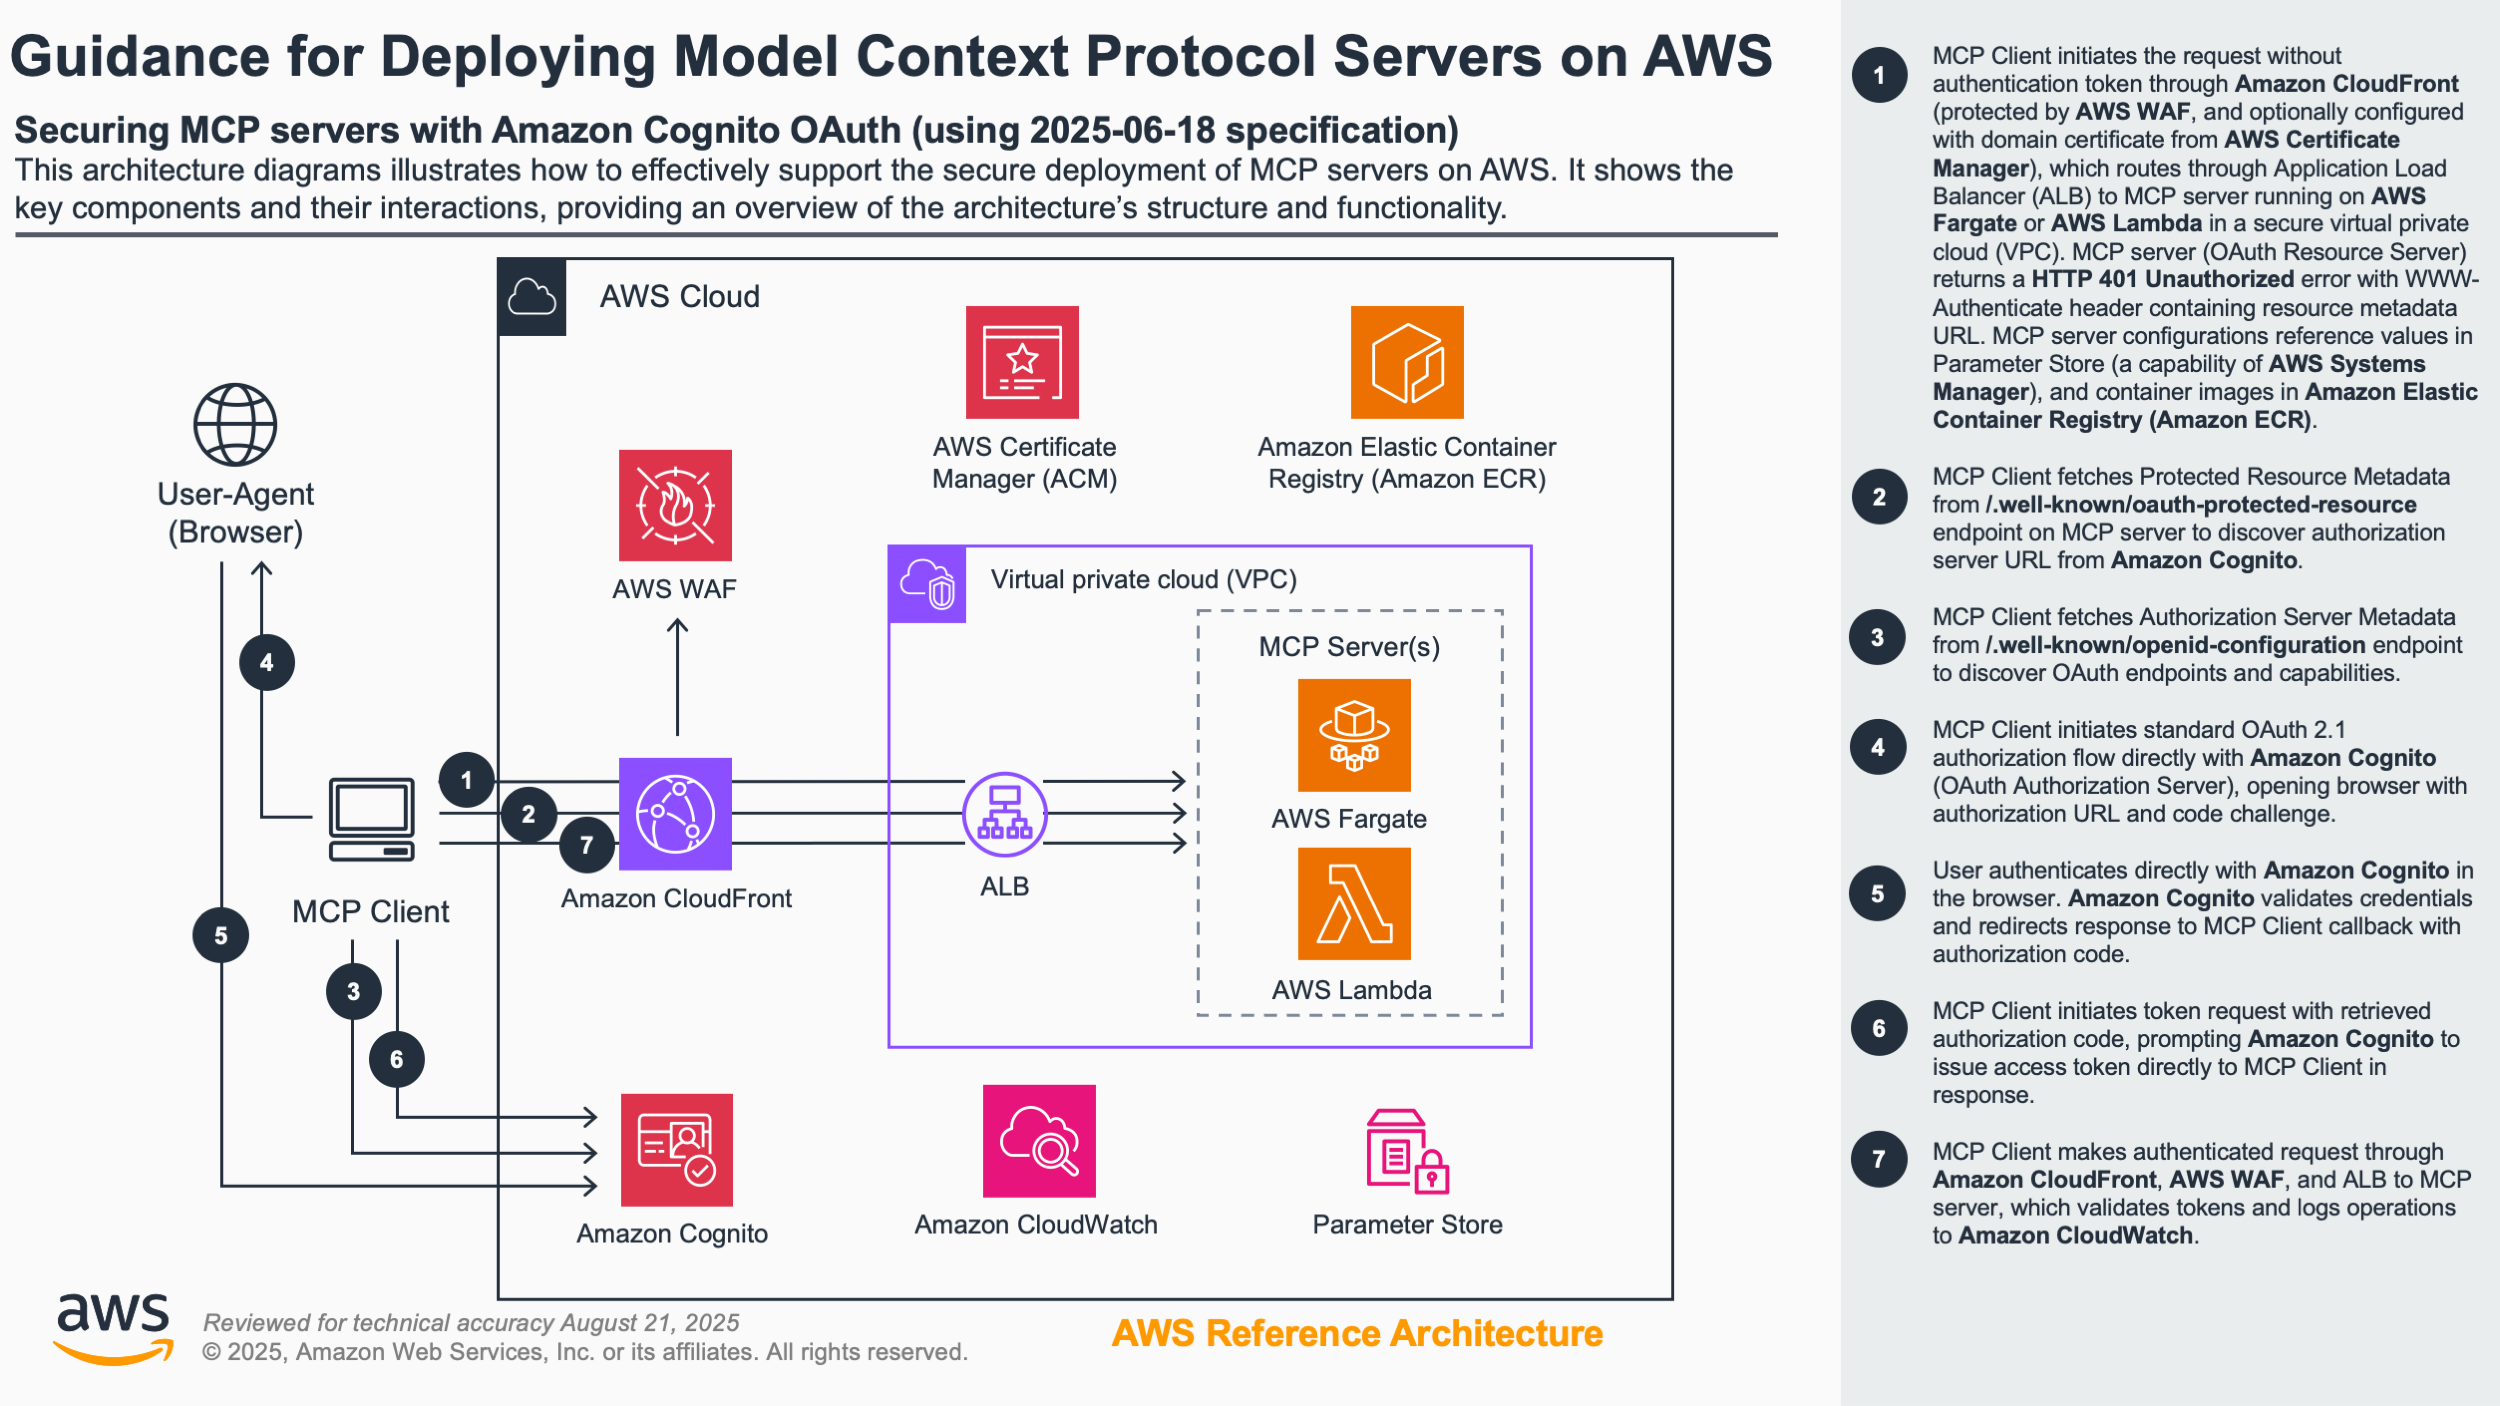 Guidance for Deploying Model Context Protocol Servers on AWS
Securing MCP servers with Amazon Cognito OAuth (using 2025-06-18 specification)
This architecture diagrams illustrates how to effectively support the secure deployment of MCP servers on AWS. It shows the
key components and their interactions, providing an overview of the architecture's structure and functionality.
AWS Cloud
AWS Certificate
Manager (ACM)
Amazon Elastic Container
Registry (Amazon ECR)
User-Agent
(Browser)
AWS WAF
Virtual private cloud (VPC)
MCP Server(s)
4
1
2
7
AWS Fargate
Amazon CloudFront
ALB
MCP Client
5
3
6
AWS Lambda
Amazon Cognito
Amazon CloudWatch
Parameter Store
aws
Reviewed for technical accuracy August 21, 2025
© 2025, Amazon Web Services, Inc. or its affiliates. All rights reserved.
AWS Reference Architecture
1
MCP Client initiates the request without
authentication token through Amazon CloudFront
(protected by AWS WAF, and optionally configured
with domain certificate from AWS Certificate
Manager), which routes through Application Load
Balancer (ALB) to MCP server running on AWS
Fargate or AWS Lambda in a secure virtual private
cloud (VPC). MCP server (OAuth Resource Server)
returns a HTTP 401 Unauthorized error with WWW-
Authenticate header containing resource metadata
URL. MCP server configurations reference values in
Parameter Store (a capability of AWS Systems
Manager), and container images in Amazon Elastic
Container Registry (Amazon ECR).
2
MCP Client fetches Protected Resource Metadata
from /.well-known/oauth-protected-resource
endpoint on MCP server to discover authorization
server URL from Amazon Cognito.
3
MCP Client fetches Authorization Server Metadata
from /.well-known/openid-configuration endpoint
to discover OAuth endpoints and capabilities.
4
MCP Client initiates standard OAuth 2.1
authorization flow directly with Amazon Cognito
(OAuth Authorization Server), opening browser with
authorization URL and code challenge.
5
User authenticates directly with Amazon Cognito in
the browser. Amazon Cognito validates credentials
and redirects response to MCP Client callback with
authorization code.
6
MCP Client initiates token request with retrieved
authorization code, prompting Amazon Cognito to
issue access token directly to MCP Client in
response.
7
MCP Client makes authenticated request through
Amazon CloudFront, AWS WAF, and ALB to MCP
server, which validates tokens and logs operations
to Amazon CloudWatch.